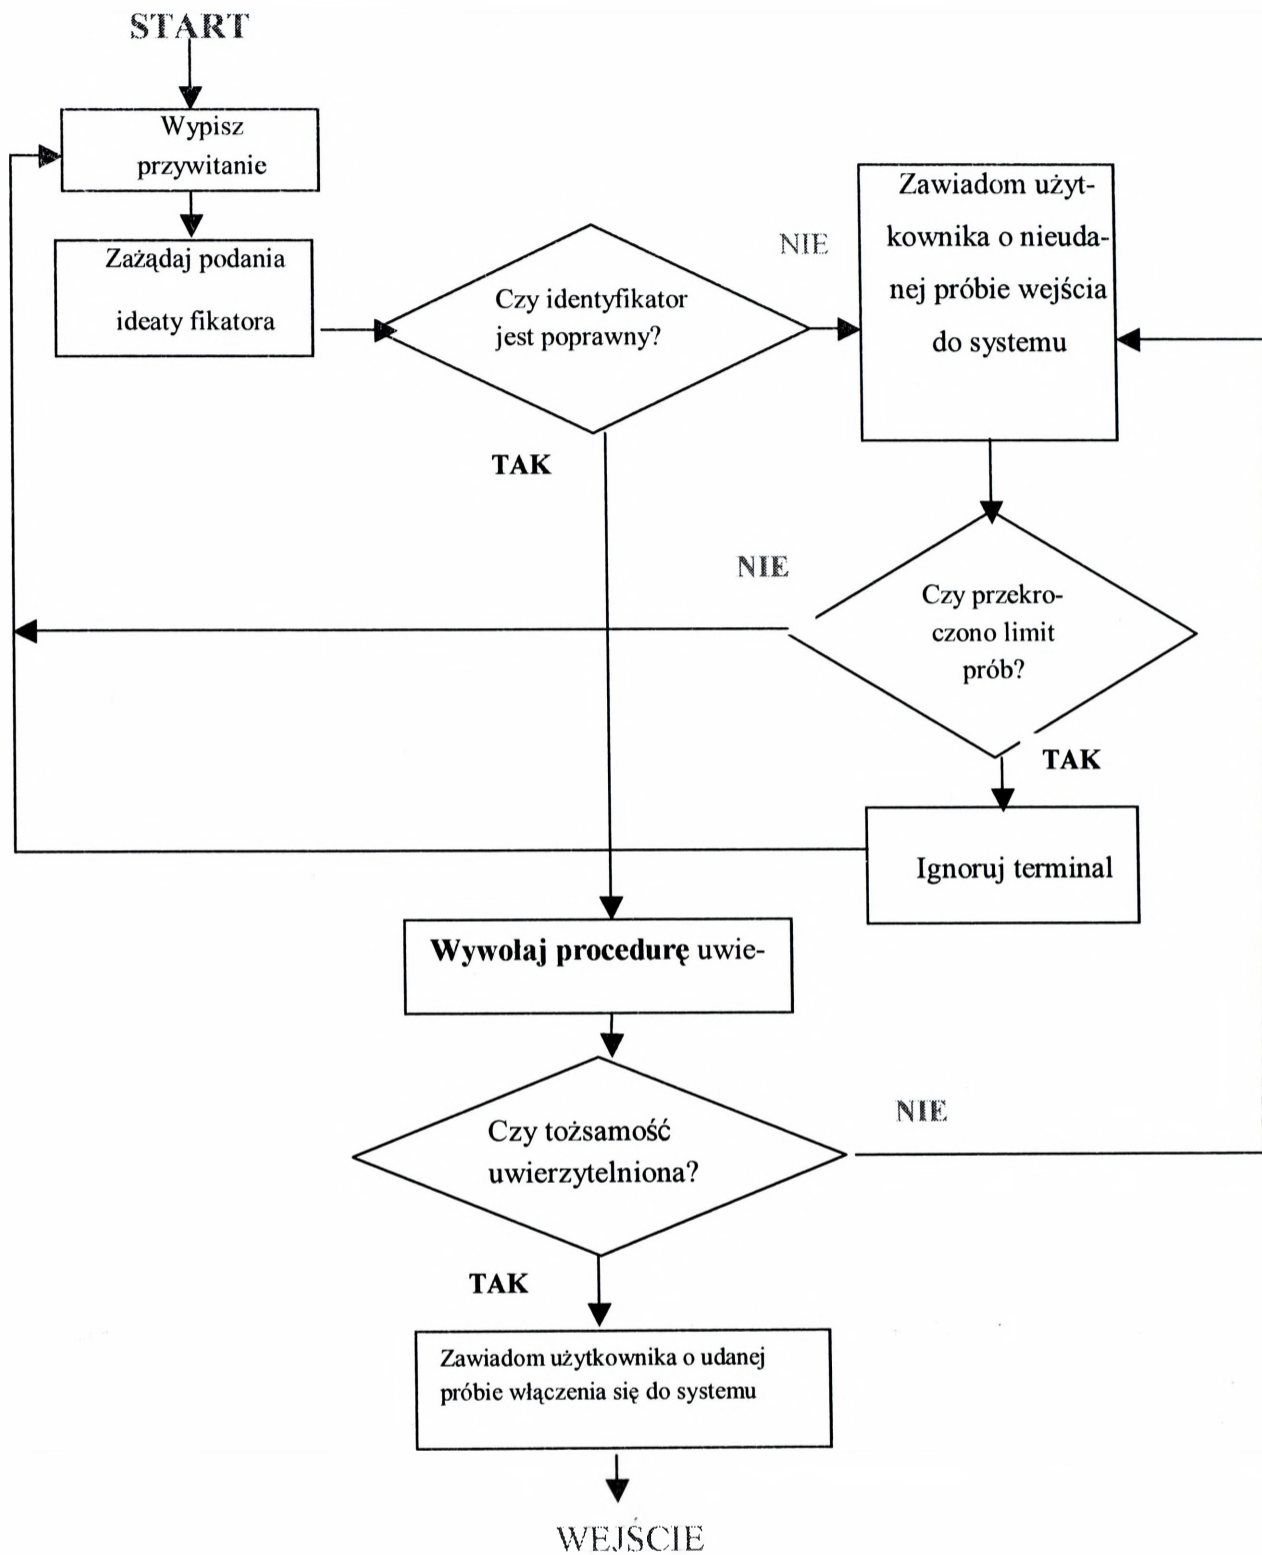 START
Wypisz
przywitanie
Zażądaj podania
ideaty fikatora
Czy identyfikator
jest poprawny?
NIE
Zawiadom użyt-
kownika o nieuda-
nej próbie wejścia
do systemu
TAK
NIE
Czy przekro-
czono limit
prób?
TAK
Ignoruj terminal
Wywołaj procedurę uwie-
Czy tożsamość
uwierzytelniona?
NIE
TAK
Zawiadom użytkownika o udanej
próbie włączenia się do systemu
WEJŚCIE